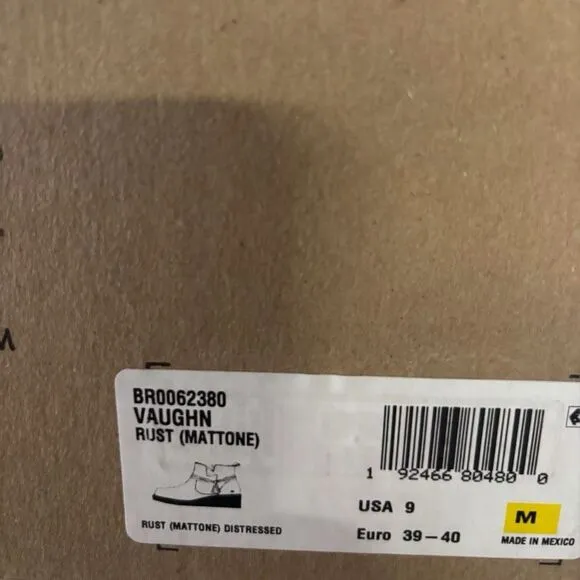 BR0062380
VAUGHN
RUST (MATTONE)
RUST (MATTONE) DISTRESSED
1 92466 80480 0
USA 9
Euro 39-40
M
MADE IN MEXICO